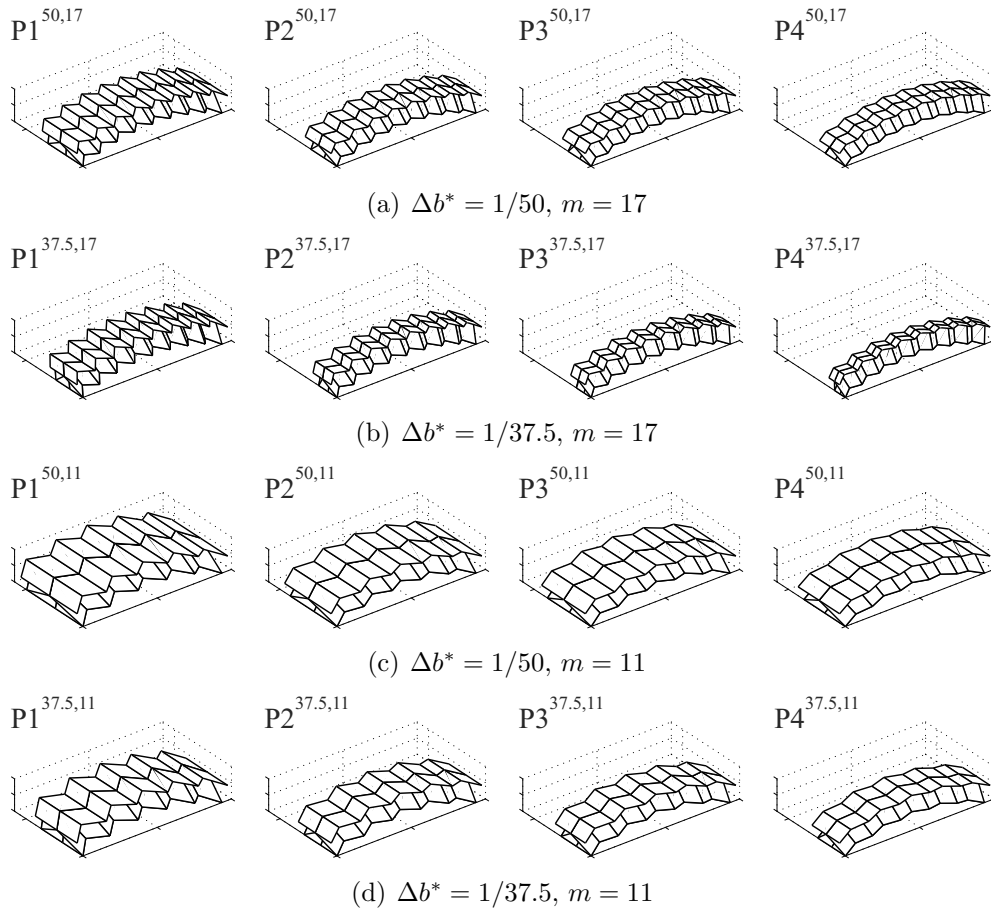 P1^50,17 P2^50,17 P3^50,17 P4^50,17
(a) Δb* = 1/50, m = 17
P1^37.5,17 P2^37.5,17 P3^37.5,17 P4^37.5,17
(b) Δb* = 1/37.5, m = 17
P1^50,11 P2^50,11 P3^50,11 P4^50,11
(c) Δb* = 1/50, m = 11
P1^37.5,11 P2^37.5,11 P3^37.5,11 P4^37.5,11
(d) Δb* = 1/37.5, m = 11